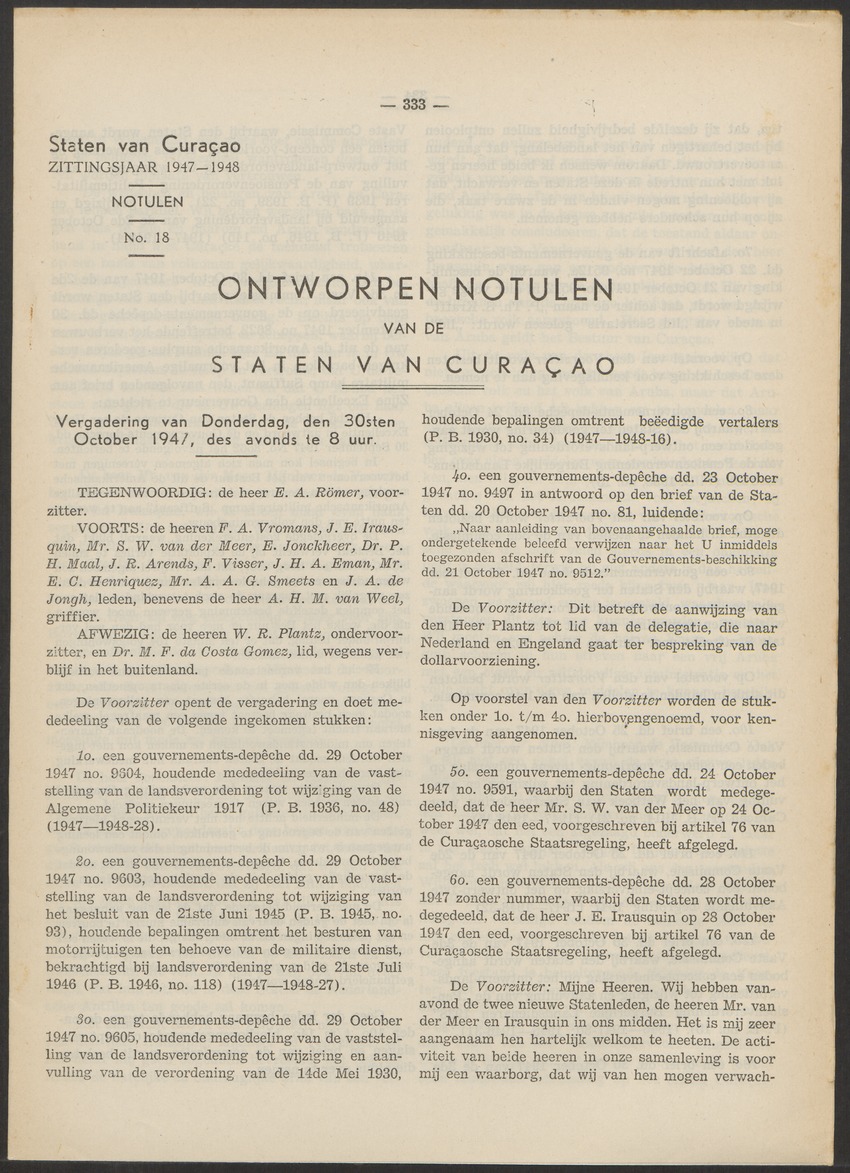 — 333 —
Staten van Curaçao
ZITTINGSJAAR 1947—1948
NOTULEN
No. 18
ONTWORPEN NOTULEN
VAN DE
STATEN VAN CURAÇAO
Vergadering van Donderdag, den 30sten
October 1947, des avonds te 8 uur.
TEGENWOORDIG: de heer E. A. Römer, voor-
zitter.
VOORTS: de heeren F. A. Vromans, J. E. Iraus-
quin, Mr. S. W. van der Meer, E. Jonckheer, Dr. P.
H. Maal, J. R. Arends, F. Visser, J. H. A. Eman, Mr.
E. C. Henriquez, Mr. A. A. G. Smeets en J. A. de
Jongh, leden, benevens de heer A. H. M. van Weel,
griffier.
AFWEZIG: de heeren W. R. Plantz, ondervoor-
zitter, en Dr. M. F. da Costa Gomez, lid, wegens ver-
blijf in het buitenland.
De Voorzitter opent de vergadering en doet me-
dedeeling van de volgende ingekomen stukken:
1o. een gouvernements-depêche dd. 29 October
1947 no. 9604, houdende mededeeling van de vast-
stelling van de landsverordening tot wijziging van de
Algemene Politiekeur 1917 (P. B. 1936, no. 48)
(1947—1948-28).
2o. een gouvernements-depêche dd. 29 October
1947 no. 9603, houdende mededeeling van de vast-
stelling van de landsverordening tot wijziging van
het besluit van de 21ste Juni 1945 (P. B. 1945, no.
93), houdende bepalingen omtrent het besturen van
motorrijtuigen ten behoeve van de militaire dienst,
bekrachtigd bij landsverordening van de 21ste Juli
1946 (P. B. 1946, no. 118) (1947—1948-27).
3o. een gouvernements-depêche dd. 29 October
1947 no. 9605, houdende mededeeling van de vaststel-
ling van de landsverordening tot wijziging en aan-
vulling van de verordening van de 14de Mei 1930,
houdende bepalingen omtrent beëedigde vertalers
(P. B. 1930, no. 34) (1947—1948-16).
4o. een gouvernements-depêche dd. 23 October
1947 no. 9497 in antwoord op den brief van de Sta-
ten dd. 20 October 1947 no. 81, luidende:
„Naar aanleiding van bovenaangehaalde brief, moge
ondergetekende beleefd verwijzen naar het U inmiddels
toegezonden afschrift van de Gouvernements-beschikking
dd. 21 October 1947 no. 9512."
De Voorzitter: Dit betreft de aanwijzing van
den Heer Plantz tot lid van de delegatie, die naar
Nederland en Engeland gaat ter bespreking van de
dollarvoorziening.
Op voorstel van den Voorzitter worden de stuk-
ken onder 1o. t/m 4o. hierbovengenoemd, voor ken-
nisgeving aangenomen.
5o. een gouvernements-depêche dd. 24 October
1947 no. 9591, waarbij den Staten wordt medege-
deeld, dat de heer Mr. S. W. van der Meer op 24 Oc-
tober 1947 den eed, voorgeschreven bij artikel 76 van
de Curaçaosche Staatsregeling, heeft afgelegd.
6o. een gouvernements-depêche dd. 28 October
1947 zonder nummer, waarbij den Staten wordt me-
degedeeld, dat de heer J. E. Irausquin op 28 October
1947 den eed, voorgeschreven bij artikel 76 van de
Curaçaosche Staatsregeling, heeft afgelegd.
De Voorzitter: Mijne Heeren. Wij hebben van-
avond de twee nieuwe Statenleden, de heeren Mr. van
der Meer en Irausquin in ons midden. Het is mij zeer
aangenaam hen hartelijk welkom te heeten. De acti-
viteit van beide heeren in onze samenleving is voor
mij een waarborg, dat wij van hen mogen verwach-